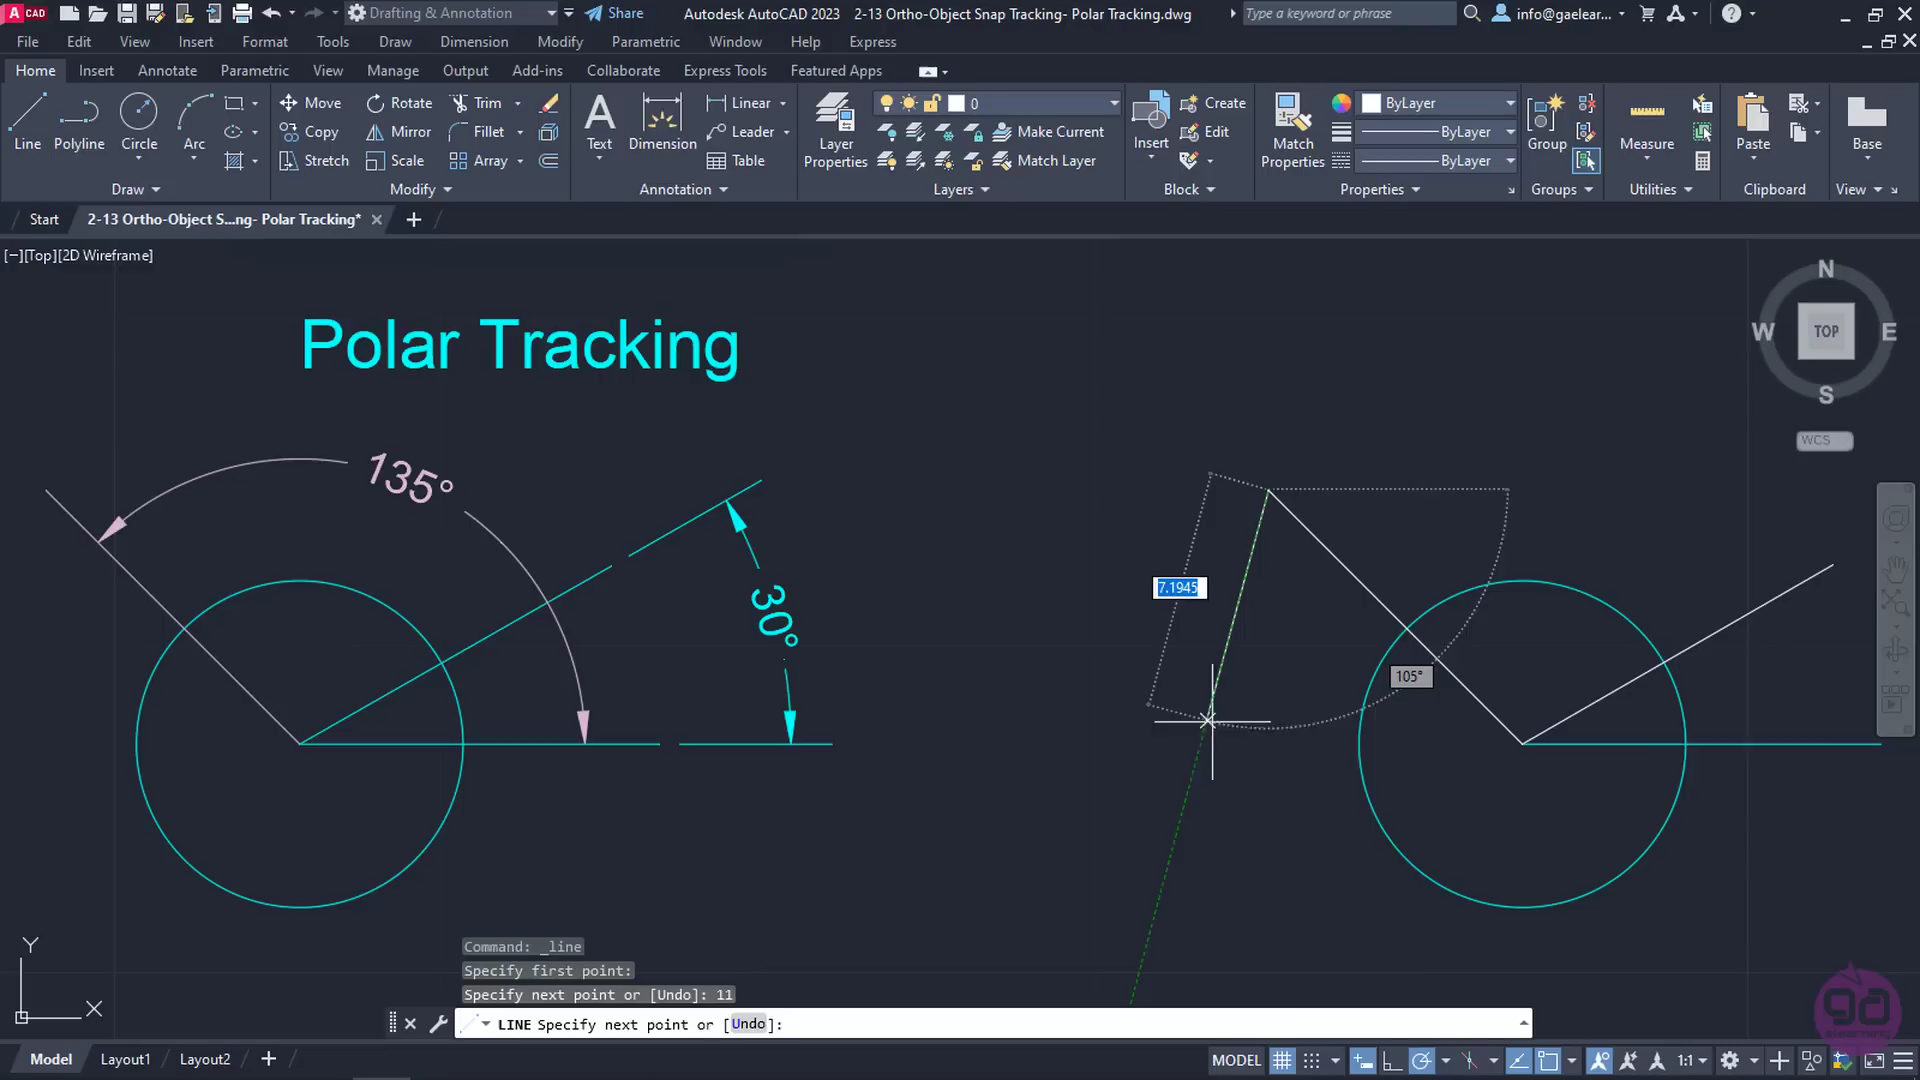 A CAD
Drafting & Annotation
Share
Autodesk AutoCAD 2023 2-13 Ortho-Object Snap Tracking- Polar Tracking.dwg
Type a keyword or phrase
info@gaelear...
File Edit View Insert Format Tools Draw Dimension Modify Parametric Window Help Express
Home Insert Annotate Parametric View Manage Output Add-ins Collaborate Express Tools Featured Apps
Line
Polyline
Circle
Arc
Draw
Move
Copy
Stretch
Rotate
Mirror
Scale
Trim
Fillet
Array
Modify
Text
Dimension
Linear
Leader
Table
Annotation
Layer Properties
0
Make Current
Match Layer
Layers
Insert
Create
Edit
Block
Match Properties
ByLayer
ByLayer
ByLayer
Properties
Group
Groups
Measure
Utilities
Paste
Clipboard
Base
View
Start
2-13 Ortho-Object S...ng- Polar Tracking*
[−][Top][2D Wireframe]
N
W TOP E
S
WCS
Polar Tracking
135°
30°
7.1945
105°
Y
X
Command: _line
Specify first point:
Specify next point or [Undo]: 11
LINE Specify next point or [Undo]:
ga
elearning
Model Layout1 Layout2
MODEL
1:1